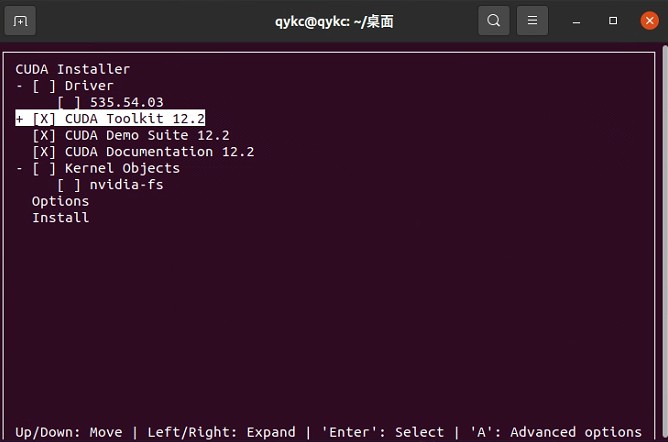 qykc@qykc: ~/桌面
CUDA Installer
- [ ] Driver
     [ ] 535.54.03
+ [X] CUDA Toolkit 12.2
  [X] CUDA Demo Suite 12.2
  [X] CUDA Documentation 12.2
- [ ] Kernel Objects
     [ ] nvidia-fs
  Options
  Install
Up/Down: Move | Left/Right: Expand | 'Enter': Select | 'A': Advanced options